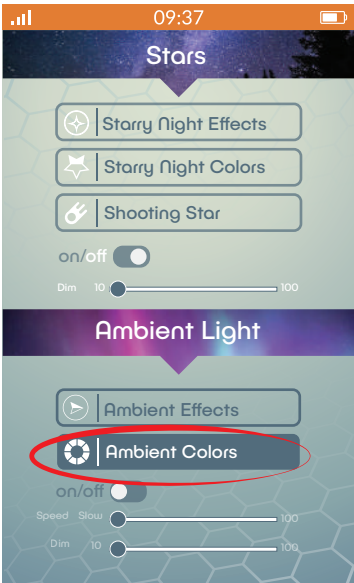 09:37
Stars
Starry Night Effects
Starry Night Colors
Shooting Star
on/off
Dim 10 100
Ambient Light
Ambient Effects
Ambient Colors
on/off
Speed Slow 100
Dim 10 100